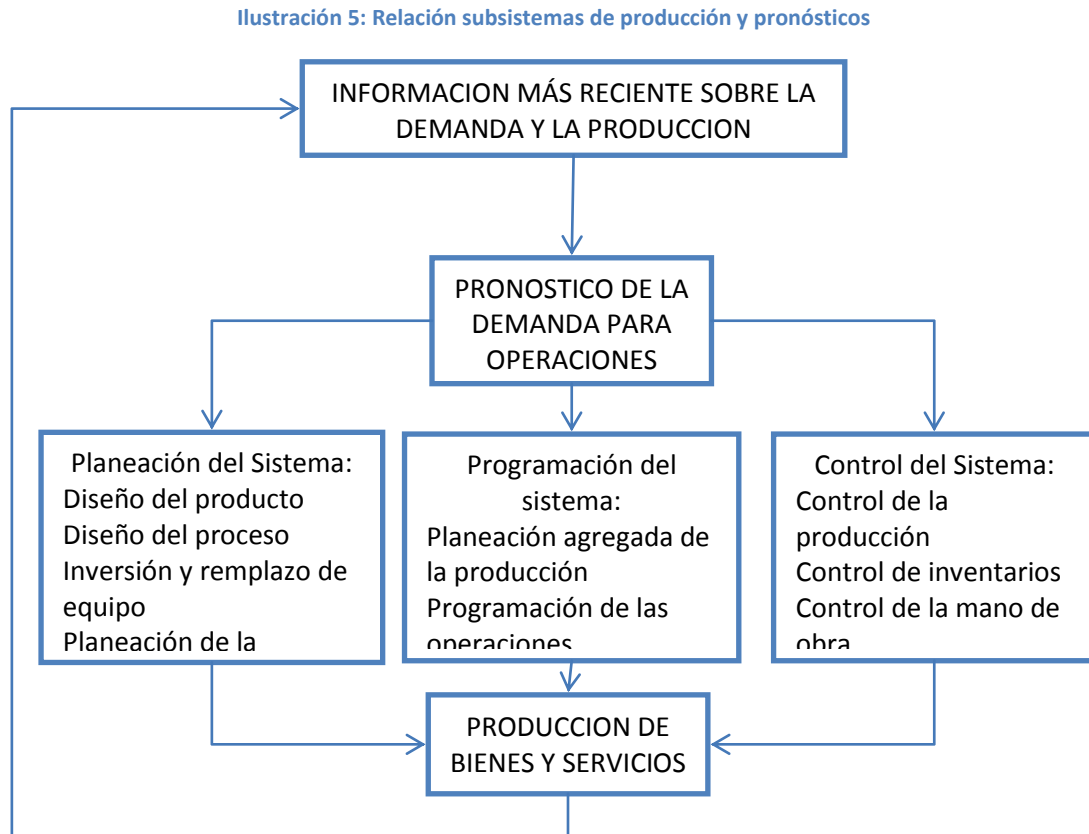 Ilustración 5: Relación subsistemas de producción y pronósticos
INFORMACION MÁS RECIENTE SOBRE LA
DEMANDA Y LA PRODUCCION
PRONOSTICO DE LA
DEMANDA PARA
OPERACIONES
Planeación del Sistema:
Diseño del producto
Diseño del proceso
Inversión y remplazo de
equipo
Planeación de la
Programación del
sistema:
Planeación agregada de
la producción
Programación de las
operaciones
Control del Sistema:
Control de la
producción
Control de inventarios
Control de la mano de
obra
PRODUCCION DE
BIENES Y SERVICIOS